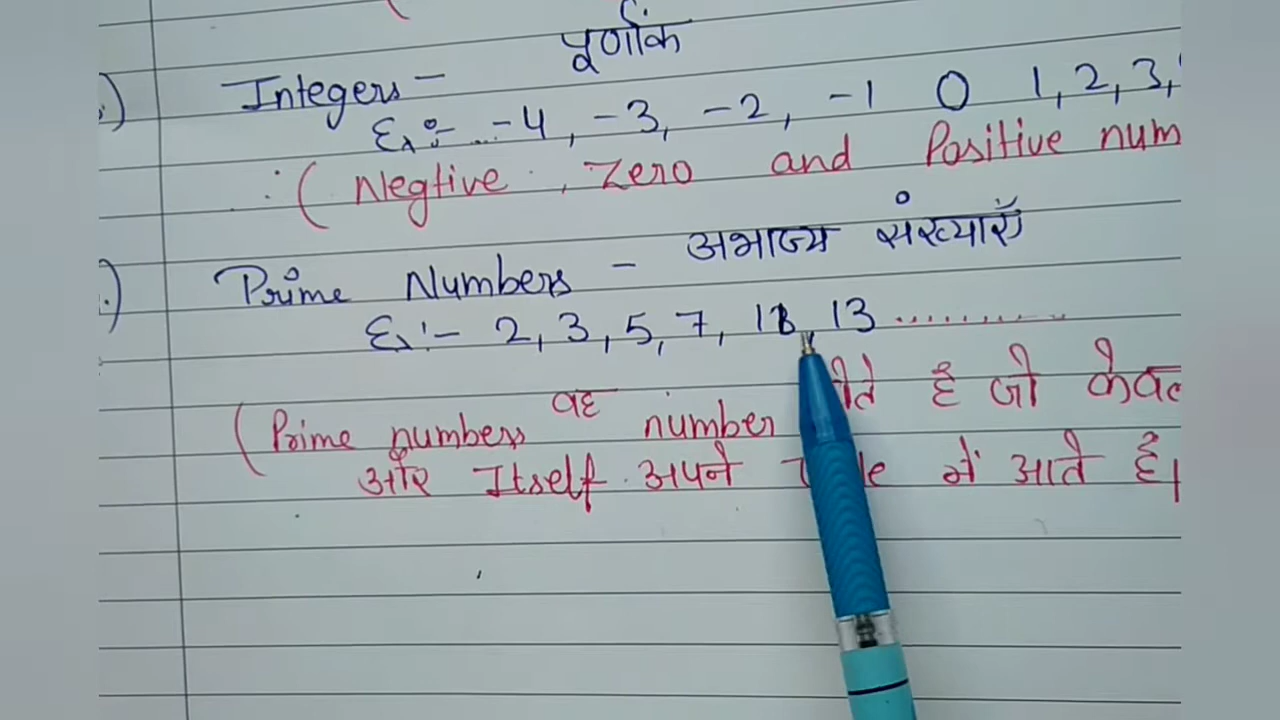 पूर्णांक
Integers -
Ex:- ... -4, -3, -2, -1 0 1, 2, 3,
∴ ( Negtive , Zero and Positive num
Prime Numbers - अभाज्य संख्याएँ
Ex:- 2, 3, 5, 7, 11, 13 ..........
( Prime numbers वह number होते है जो केवल
और Itself अपने में आते है।